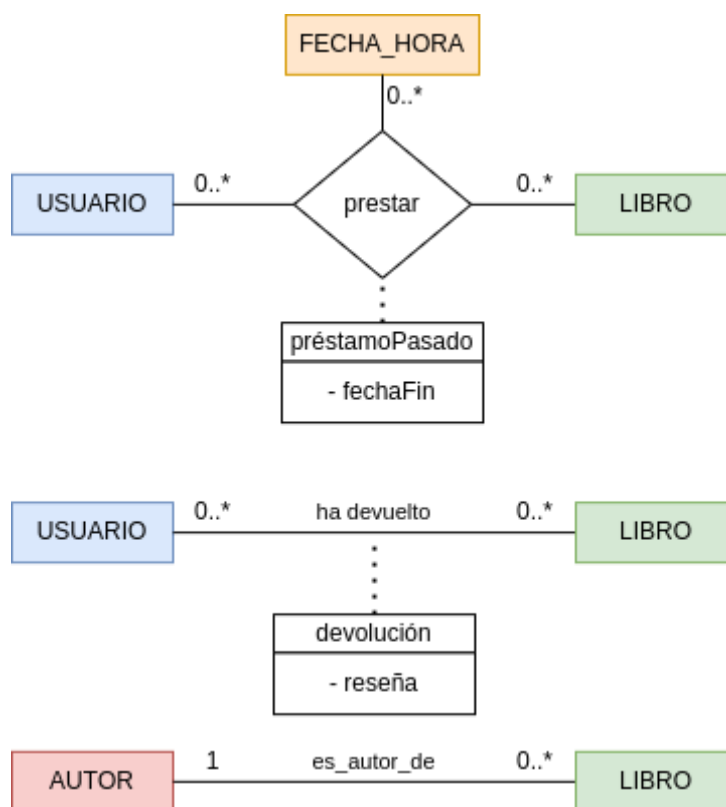 FECHA_HORA
0..*
USUARIO
0..*
prestar
0..*
LIBRO
préstamoPasado
- fechaFin
USUARIO
0..*
ha devuelto
0..*
LIBRO
devolución
- reseña
AUTOR
1
es_autor_de
0..*
LIBRO